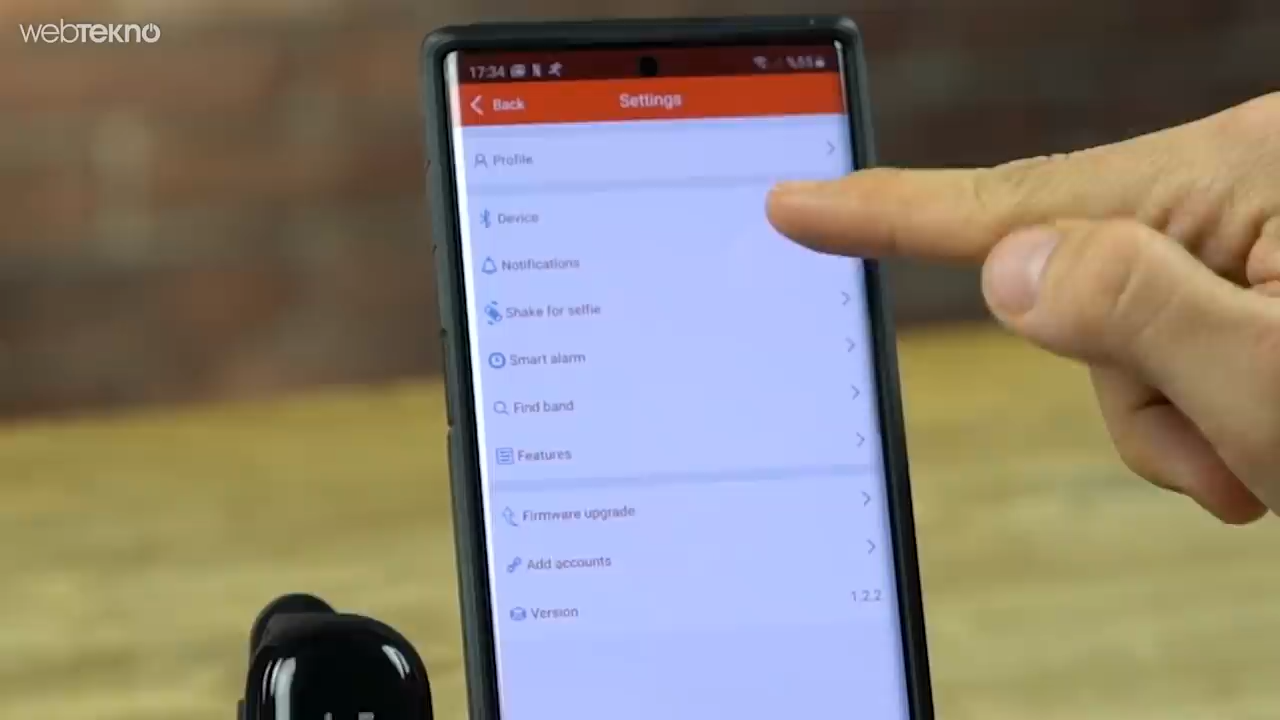 webtekno
17:34 %55
Back Settings
Profile
Device
Notifications
Shake for selfie
Smart alarm
Find band
Features
Firmware upgrade
Add accounts
Version 1.2.2